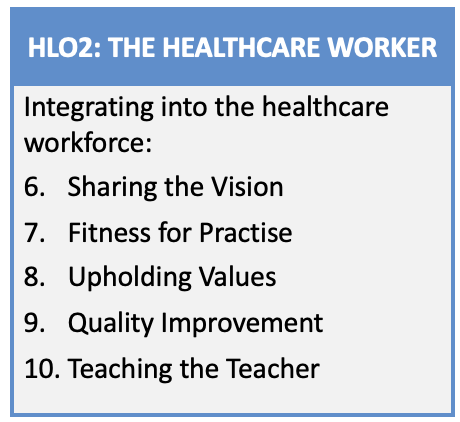 HLO2: THE HEALTHCARE WORKER
Integrating into the healthcare
workforce:
6. Sharing the Vision
7. Fitness for Practise
8. Upholding Values
9. Quality Improvement
10. Teaching the Teacher